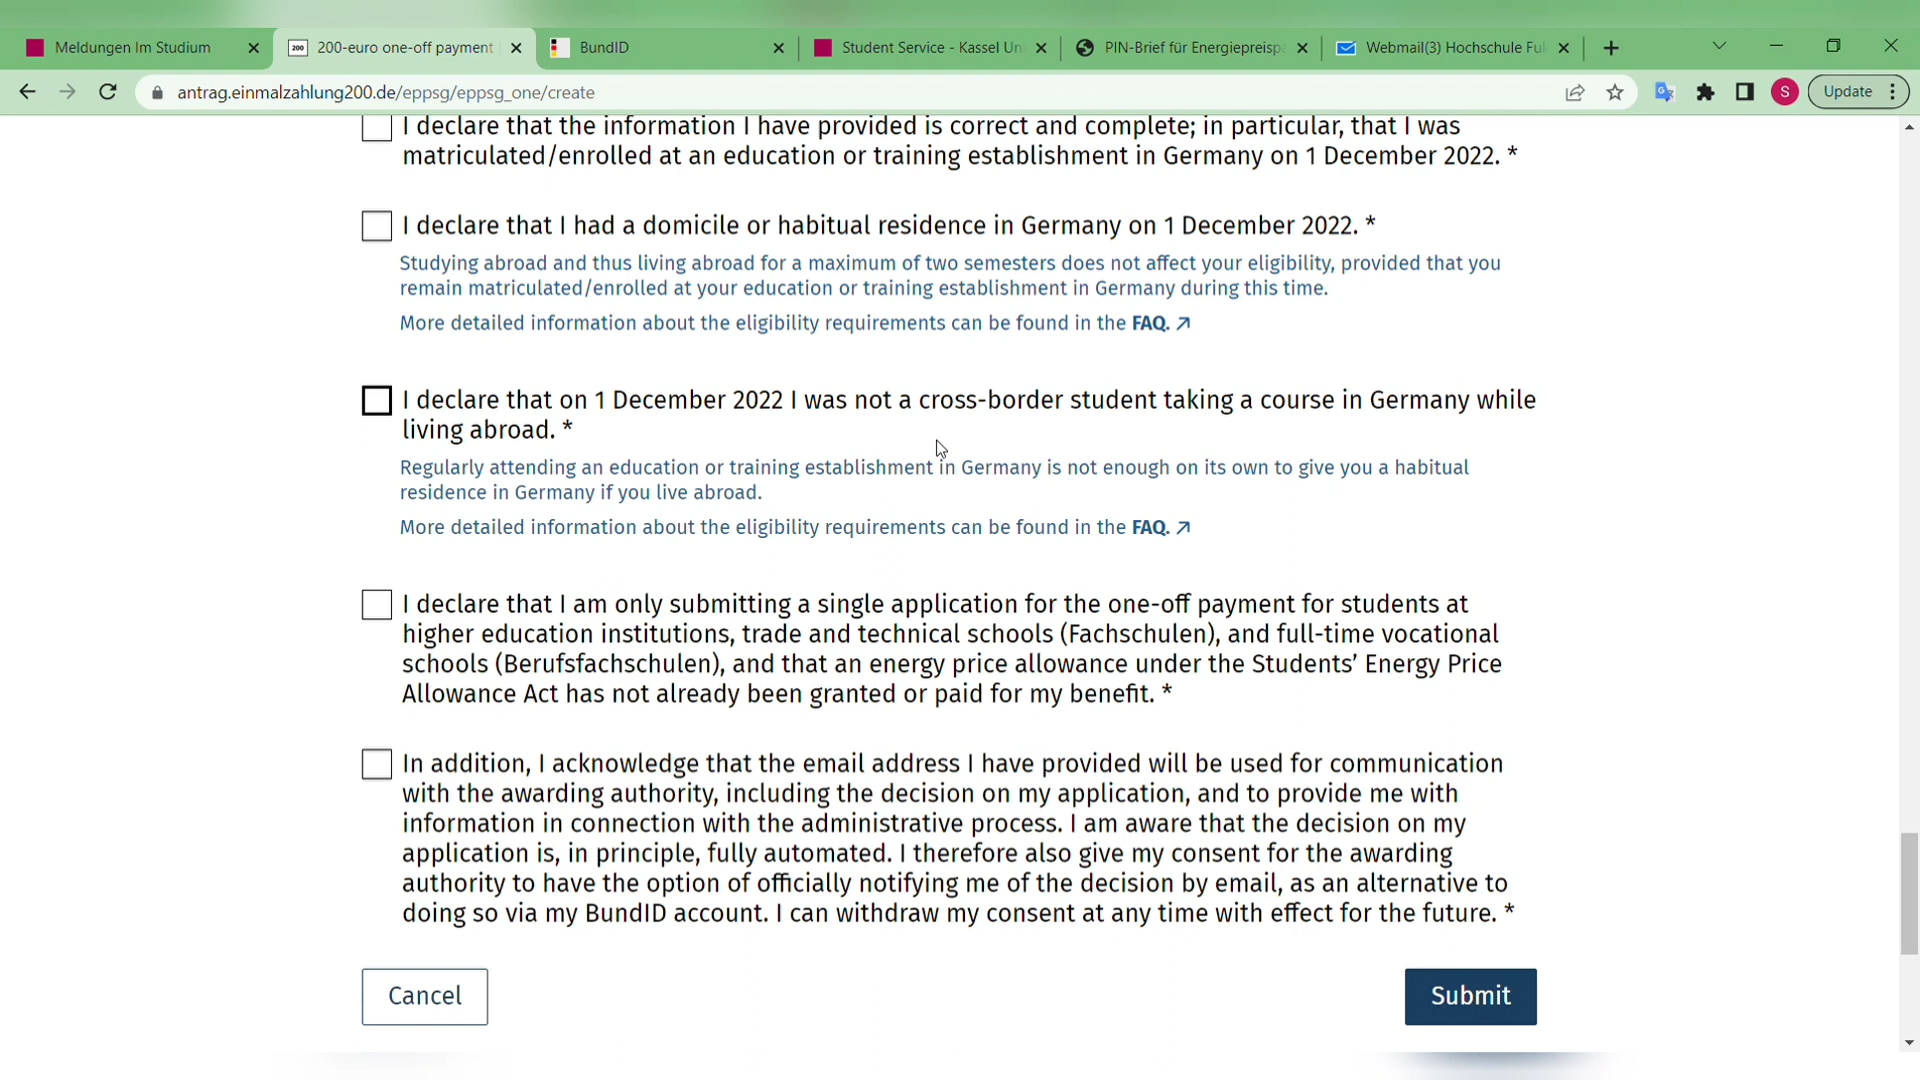 Meldungen Im Studium
200
200-euro one-off payment
BundID
Student Service - Kassel Un
PIN-Brief für Energiepreisp
Webmail(3) Hochschule Ful
antrag.einmalzahlung200.de/eppsg/eppsg_one/create
S
Update
I declare that the information I have provided is correct and complete; in particular, that I was
matriculated/enrolled at an education or training establishment in Germany on 1 December 2022. *
I declare that I had a domicile or habitual residence in Germany on 1 December 2022. *
Studying abroad and thus living abroad for a maximum of two semesters does not affect your eligibility, provided that you
remain matriculated/enrolled at your education or training establishment in Germany during this time.
More detailed information about the eligibility requirements can be found in the FAQ. ↗
I declare that on 1 December 2022 I was not a cross-border student taking a course in Germany while
living abroad. *
Regularly attending an education or training establishment in Germany is not enough on its own to give you a habitual
residence in Germany if you live abroad.
More detailed information about the eligibility requirements can be found in the FAQ. ↗
I declare that I am only submitting a single application for the one-off payment for students at
higher education institutions, trade and technical schools (Fachschulen), and full-time vocational
schools (Berufsfachschulen), and that an energy price allowance under the Students’ Energy Price
Allowance Act has not already been granted or paid for my benefit. *
In addition, I acknowledge that the email address I have provided will be used for communication
with the awarding authority, including the decision on my application, and to provide me with
information in connection with the administrative process. I am aware that the decision on my
application is, in principle, fully automated. I therefore also give my consent for the awarding
authority to have the option of officially notifying me of the decision by email, as an alternative to
doing so via my BundID account. I can withdraw my consent at any time with effect for the future. *
Cancel
Submit